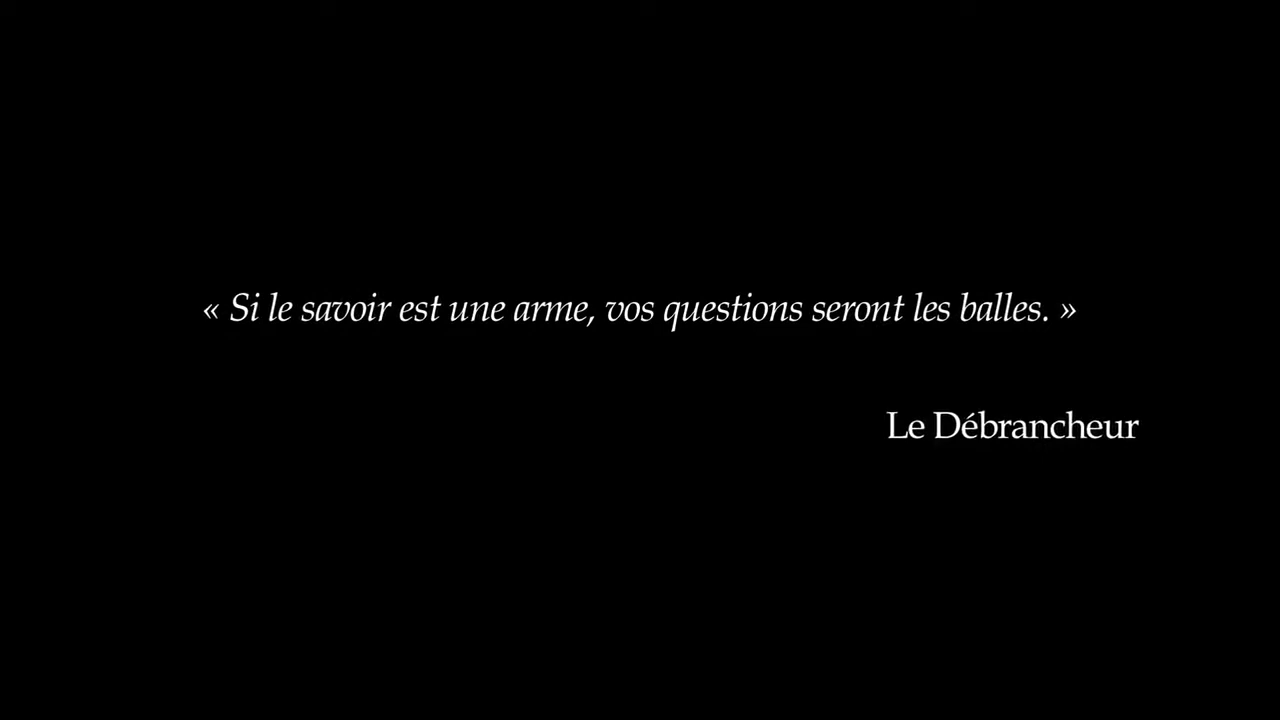 « Si le savoir est une arme, vos questions seront les balles. »
Le Débrancheur